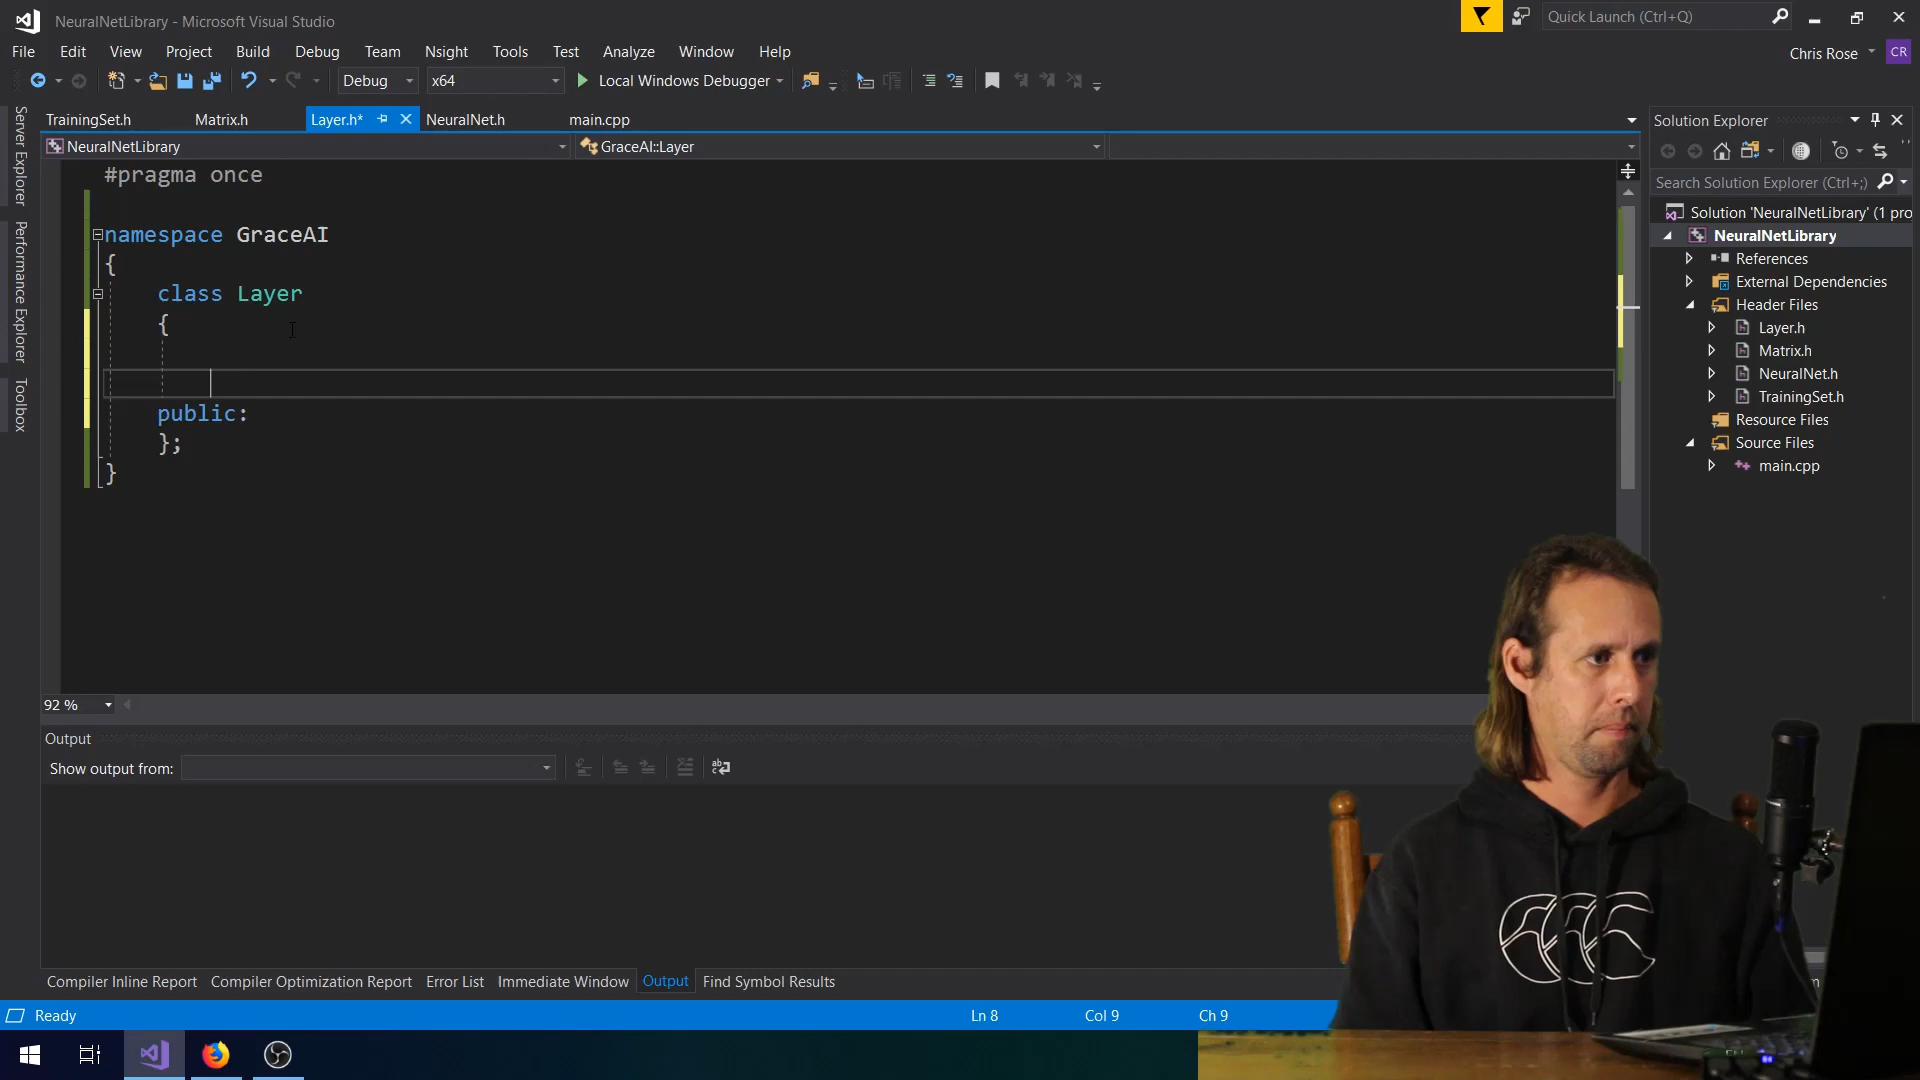 NeuralNetLibrary - Microsoft Visual Studio
Quick Launch (Ctrl+Q)
File Edit View Project Build Debug Team Nsight Tools Test Analyze Window Help
Chris Rose
CR
Debug
x64
Local Windows Debugger
TrainingSet.h
Matrix.h
Layer.h*
NeuralNet.h
main.cpp
NeuralNetLibrary
GraceAI::Layer
Server Explorer
Performance Explorer
Toolbox
#pragma once
namespace GraceAI
{
class Layer
{
public:
};
}
92 %
Solution Explorer
Search Solution Explorer (Ctrl+;)
Solution 'NeuralNetLibrary' (1 pro
NeuralNetLibrary
References
External Dependencies
Header Files
Layer.h
Matrix.h
NeuralNet.h
TrainingSet.h
Resource Files
Source Files
main.cpp
Output
Show output from:
Compiler Inline Report
Compiler Optimization Report
Error List
Immediate Window
Output
Find Symbol Results
Ready
Ln 8
Col 9
Ch 9